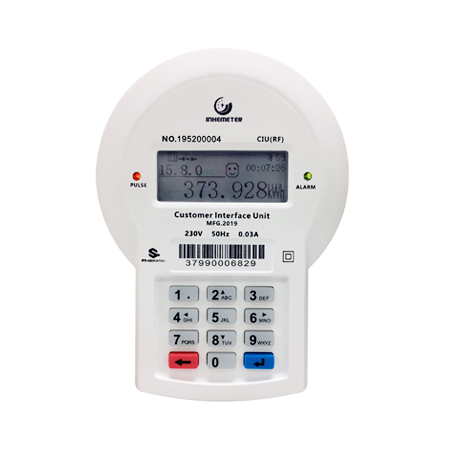 INHEMETER
NO.195200004 CIU(RF)
15.8.0 00:07:26
373.928kWh
PULSE ALARM
Customer Interface Unit
MFG.2019
230V 50Hz 0.03A
STS ASSOCIATION
37990006829
1 . 2 ABC 3 DEF
4 GHI 5 JKL 6 MNO
7 PQRS 8 TUV 9 WXYZ
0